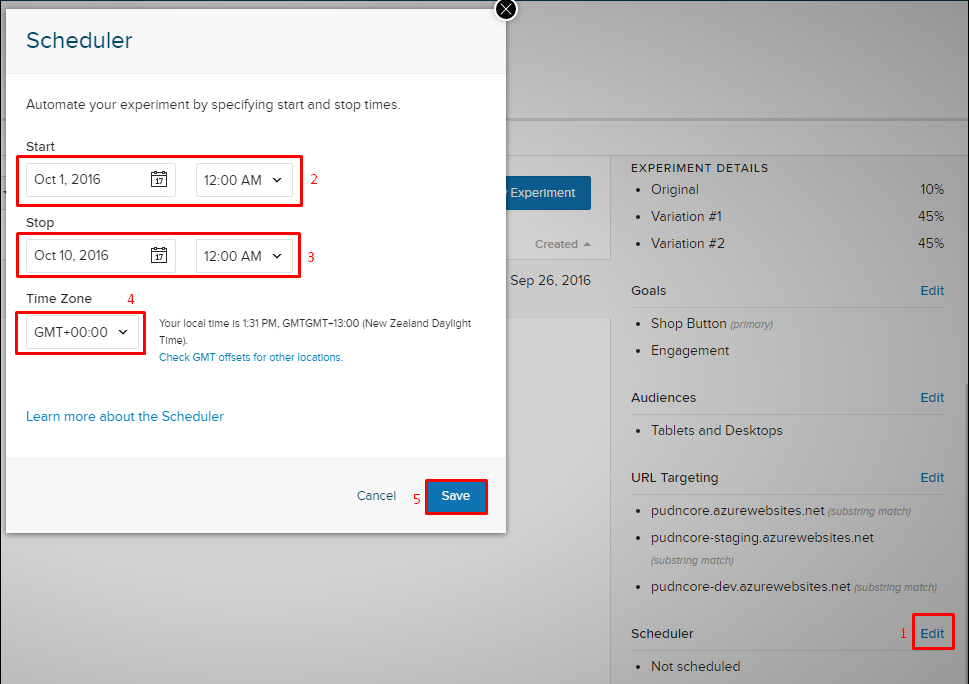 Scheduler
Automate your experiment by specifying start and stop times.
Start
Oct 1, 2016
17
12:00 AM
2
Stop
Oct 10, 2016
17
12:00 AM
3
Time Zone
4
GMT+00:00
Your local time is 1:31 PM, GMTGMT+13:00 (New Zealand Daylight
Time).
Check GMT offsets for other locations.
Learn more about the Scheduler
Cancel
5
Save
Experiment
Created
Sep 26, 2016
EXPERIMENT DETAILS
• Original 10%
• Variation #1 45%
• Variation #2 45%
Goals Edit
• Shop Button (primary)
• Engagement
Audiences Edit
• Tablets and Desktops
URL Targeting Edit
• pudncore.azurewebsites.net (substring match)
• pudncore-staging.azurewebsites.net
(substring match)
• pudncore-dev.azurewebsites.net (substring match)
Scheduler 1 Edit
• Not scheduled